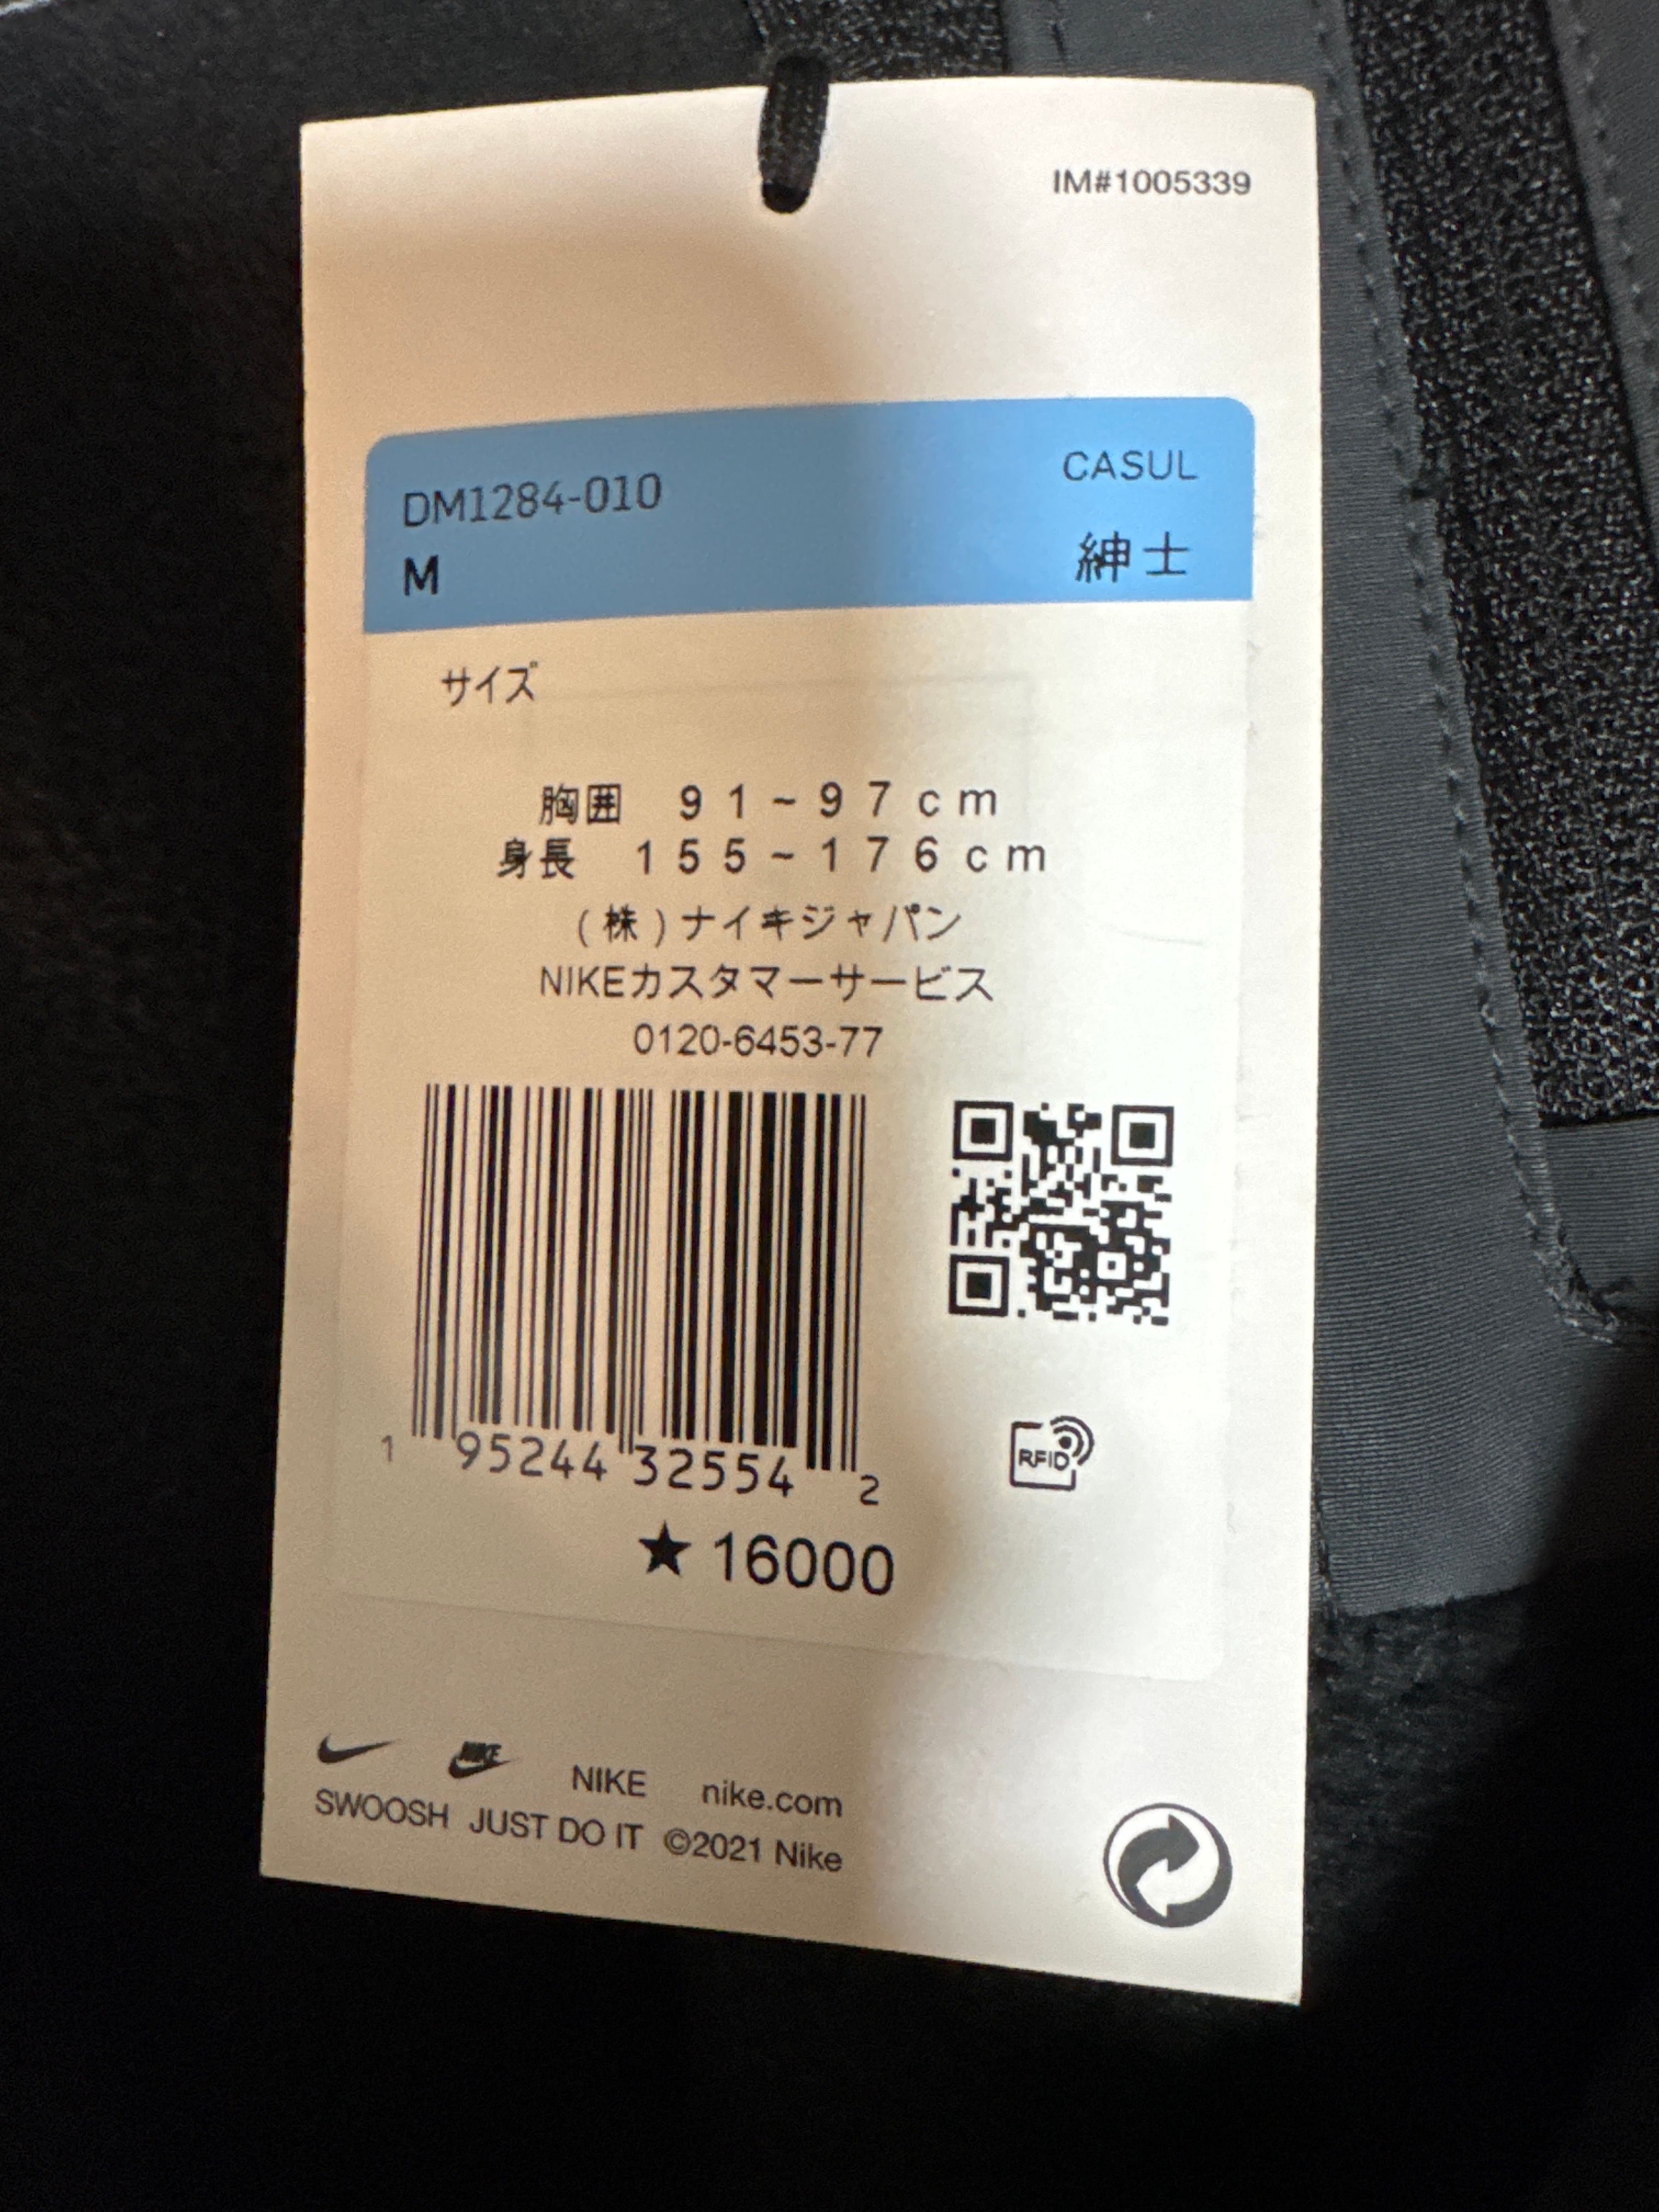 IM#1005339
DM1284-010
CASUL
M
紳士
サイズ
胸囲 91~97cm
身長 155~176cm
(株)ナイキジャパン
NIKEカスタマーサービス
0120-6453-77
RFID
1 95244 32554 2
★16000
NIKE NIKE nike.com
SWOOSH JUST DO IT ©2021 Nike